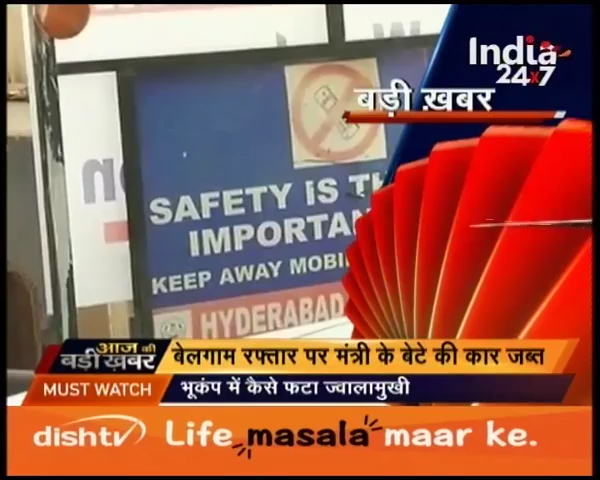 India
24x7
बड़ी ख़बर
SAFETY IS
IMPORTAN
KEEP AWAY MOBI
HYDERABAD
आज की
बड़ी ख़बर
बेलगाम रफ्तार पर मंत्री के बेटे की कार जब्त
MUST WATCH
भूकंप में कैसे फटा ज्वालामुखी
dishtv
Life masala maar ke.